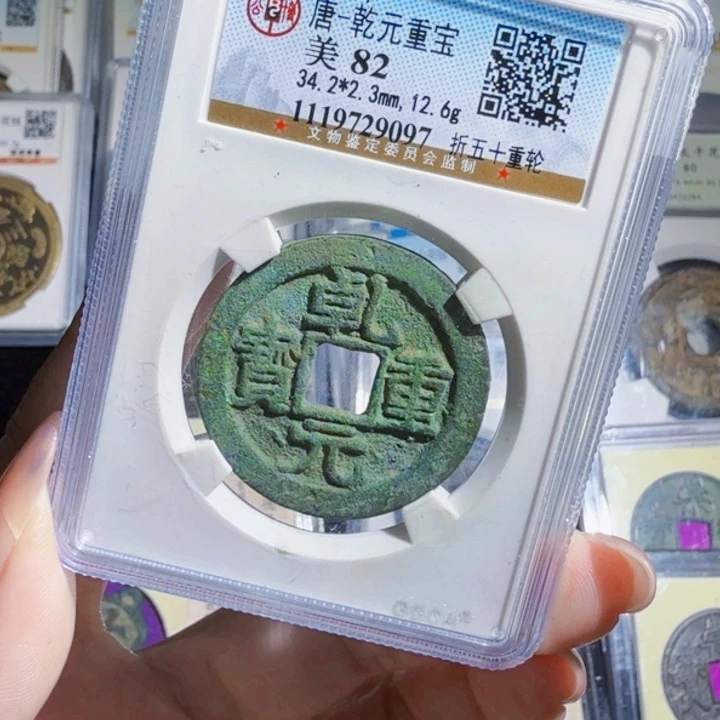 唐-乾元重宝
美 82
34.2*2.3mm,12.6g
1119729097 折五十重轮
文物鉴定委员会监制
乾元重寶